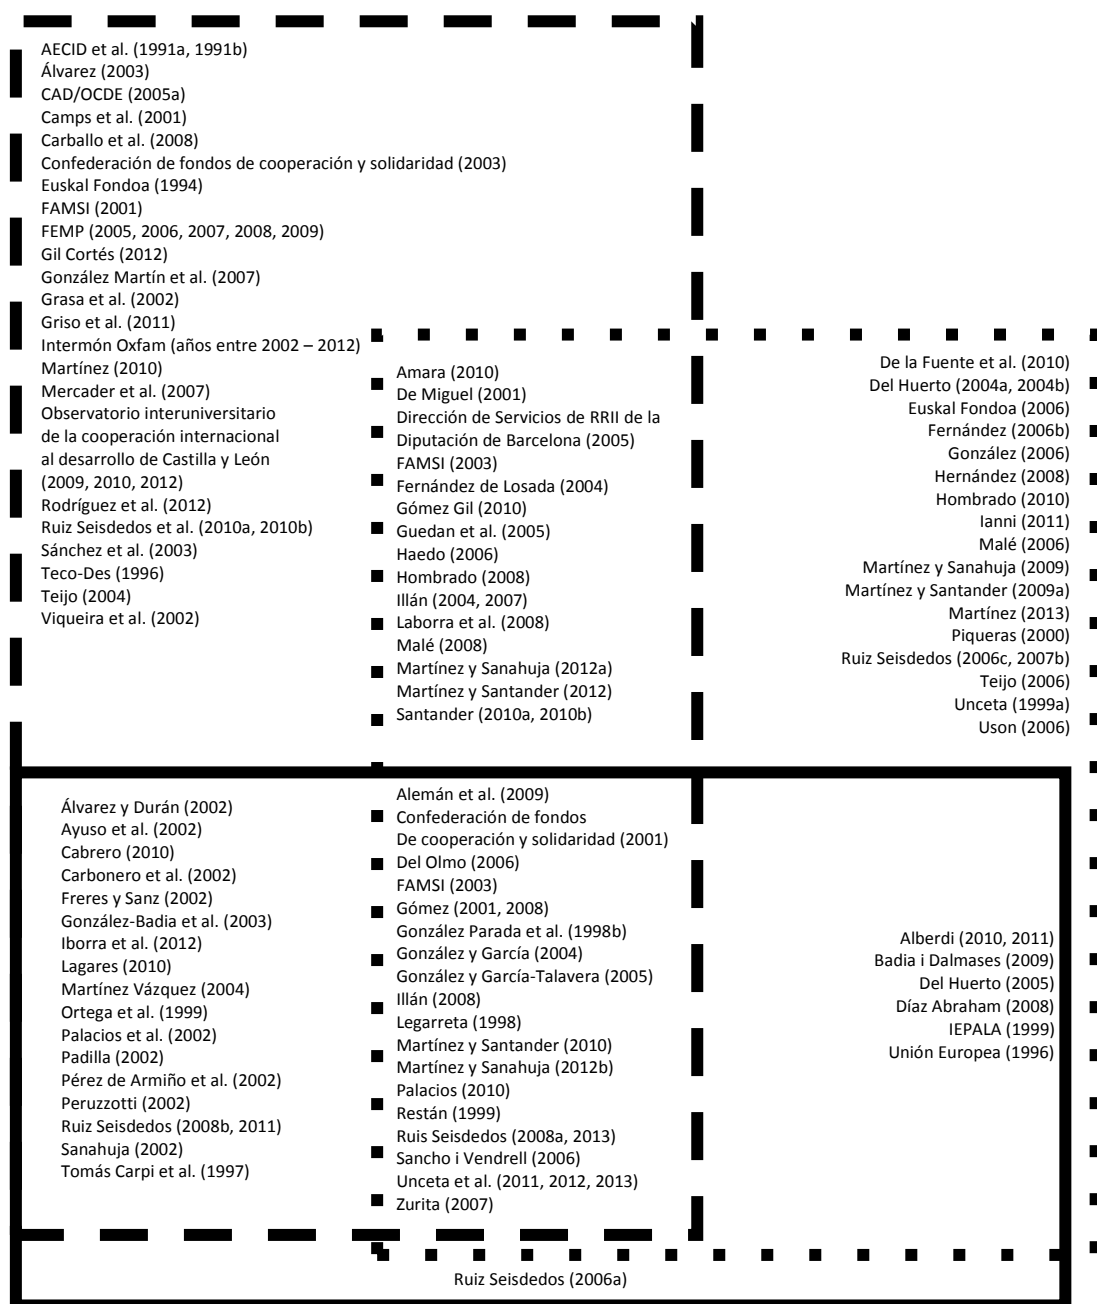 AECID et al. (1991a, 1991b)
Álvarez (2003)
CAD/OCDE (2005a)
Camps et al. (2001)
Carballo et al. (2008)
Confederación de fondos de cooperación y solidaridad (2003)
Euskal Fondoa (1994)
FAMSI (2001)
FEMP (2005, 2006, 2007, 2008, 2009)
Gil Cortés (2012)
González Martín et al. (2007)
Grasa et al. (2002)
Griso et al. (2011)
Intermón Oxfam (años entre 2002 – 2012)
Martínez (2010)
Mercader et al. (2007)
Observatorio interuniversitario
de la cooperación internacional
al desarrollo de Castilla y León
(2009, 2010, 2012)
Rodríguez et al. (2012)
Ruiz Seisdedos et al. (2010a, 2010b)
Sánchez et al. (2003)
Teco-Des (1996)
Teijo (2004)
Viqueira et al. (2002)
Amara (2010)
De Miguel (2001)
Dirección de Servicios de RRII de la
Diputación de Barcelona (2005)
FAMSI (2003)
Fernández de Losada (2004)
Gómez Gil (2010)
Guedan et al. (2005)
Haedo (2006)
Hombrado (2008)
Illán (2004, 2007)
Laborra et al. (2008)
Malé (2008)
Martínez y Sanahuja (2012a)
Martínez y Santander (2012)
Santander (2010a, 2010b)
De la Fuente et al. (2010)
Del Huerto (2004a, 2004b)
Euskal Fondoa (2006)
Fernández (2006b)
González (2006)
Hernández (2008)
Hombrado (2010)
Ianni (2011)
Malé (2006)
Martínez y Sanahuja (2009)
Martínez y Santander (2009a)
Martínez (2013)
Piqueras (2000)
Ruiz Seisdedos (2006c, 2007b)
Teijo (2006)
Unceta (1999a)
Uson (2006)
Álvarez y Durán (2002)
Ayuso et al. (2002)
Cabrero (2010)
Carbonero et al. (2002)
Freres y Sanz (2002)
González-Badia et al. (2003)
Iborra et al. (2012)
Lagares (2010)
Martínez Vázquez (2004)
Ortega et al. (1999)
Palacios et al. (2002)
Padilla (2002)
Pérez de Armiño et al. (2002)
Peruzzotti (2002)
Ruiz Seisdedos (2008b, 2011)
Sanahuja (2002)
Tomás Carpi et al. (1997)
Alemán et al. (2009)
Confederación de fondos
De cooperación y solidaridad (2001)
Del Olmo (2006)
FAMSI (2003)
Gómez (2001, 2008)
González Parada et al. (1998b)
González y García (2004)
González y García-Talavera (2005)
Illán (2008)
Legarreta (1998)
Martínez y Santander (2010)
Martínez y Sanahuja (2012b)
Palacios (2010)
Restán (1999)
Ruis Seisdedos (2008a, 2013)
Sancho i Vendrell (2006)
Unceta et al. (2011, 2012, 2013)
Zurita (2007)
Alberdi (2010, 2011)
Badia i Dalmases (2009)
Del Huerto (2005)
Díaz Abraham (2008)
IEPALA (1999)
Unión Europea (1996)
Ruiz Seisdedos (2006a)